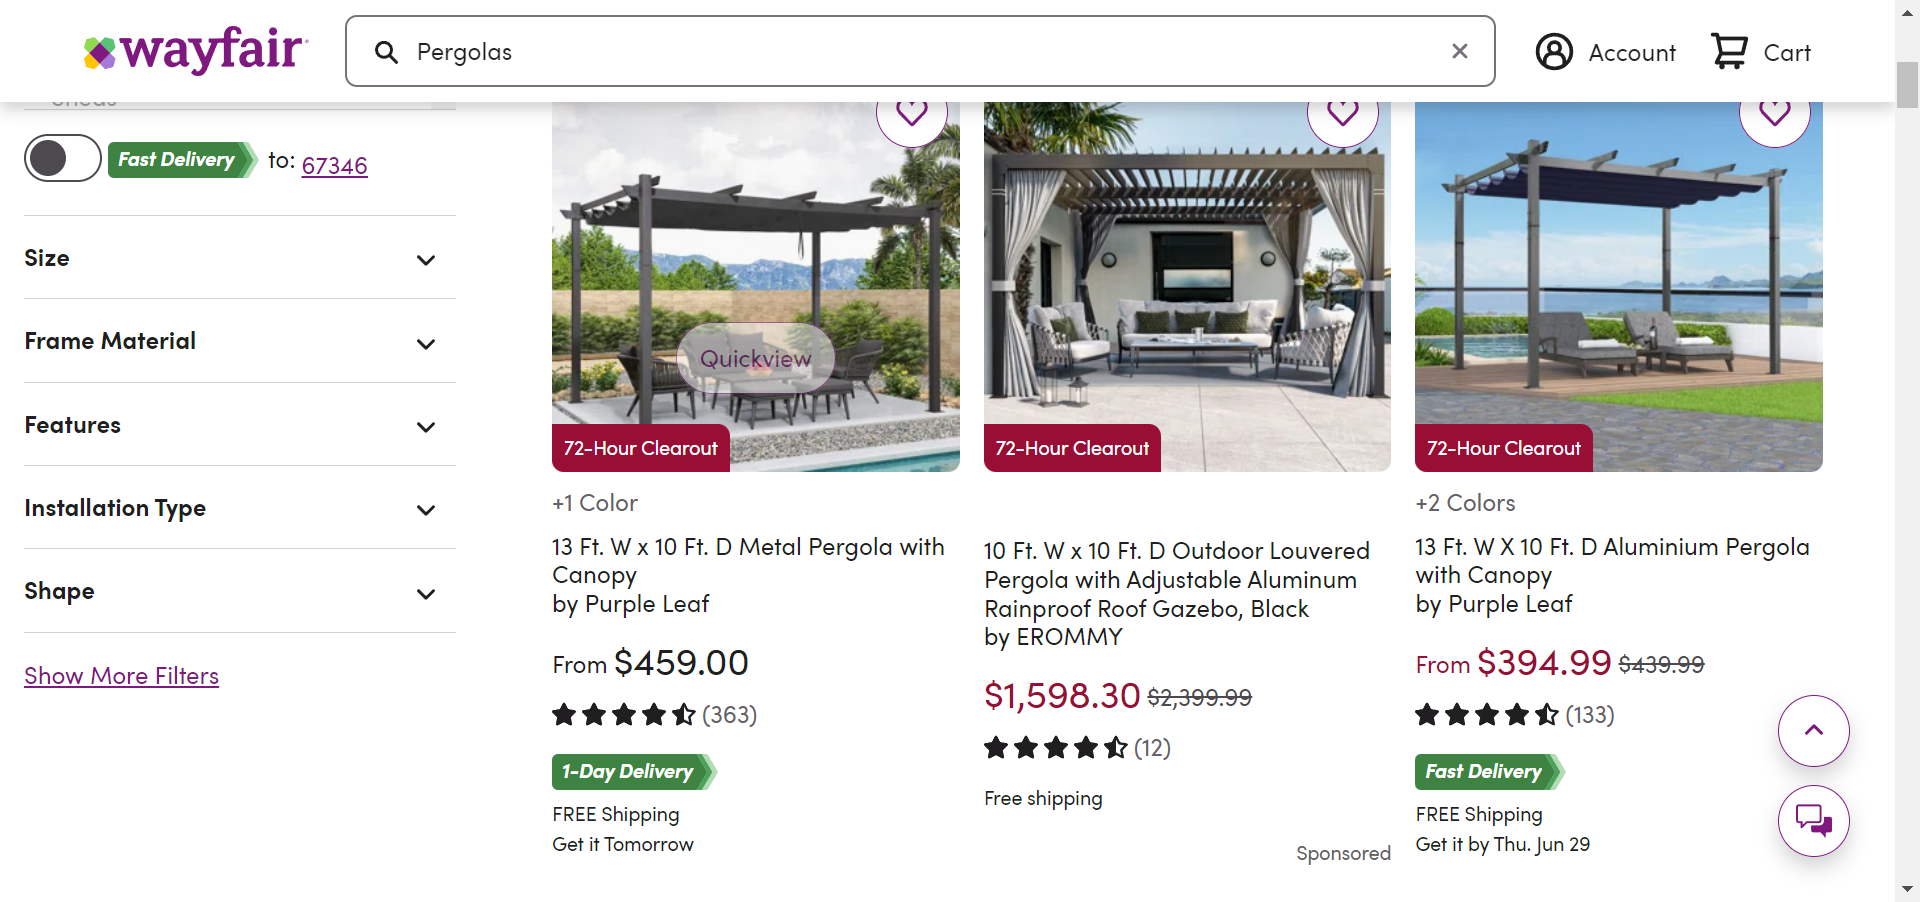 wayfair
Pergolas
Account
Cart
Sheds
Fast Delivery to: 67346
Size
Frame Material
Features
Installation Type
Shape
Show More Filters
Quickview
72-Hour Clearout
+1 Color
13 Ft. W x 10 Ft. D Metal Pergola with
Canopy
by Purple Leaf
From $459.00
(363)
1-Day Delivery
FREE Shipping
Get it Tomorrow
72-Hour Clearout
10 Ft. W x 10 Ft. D Outdoor Louvered
Pergola with Adjustable Aluminum
Rainproof Roof Gazebo, Black
by EROMMY
$1,598.30 $2,399.99
(12)
Free shipping
Sponsored
72-Hour Clearout
+2 Colors
13 Ft. W X 10 Ft. D Aluminium Pergola
with Canopy
by Purple Leaf
From $394.99 $439.99
(133)
Fast Delivery
FREE Shipping
Get it by Thu. Jun 29